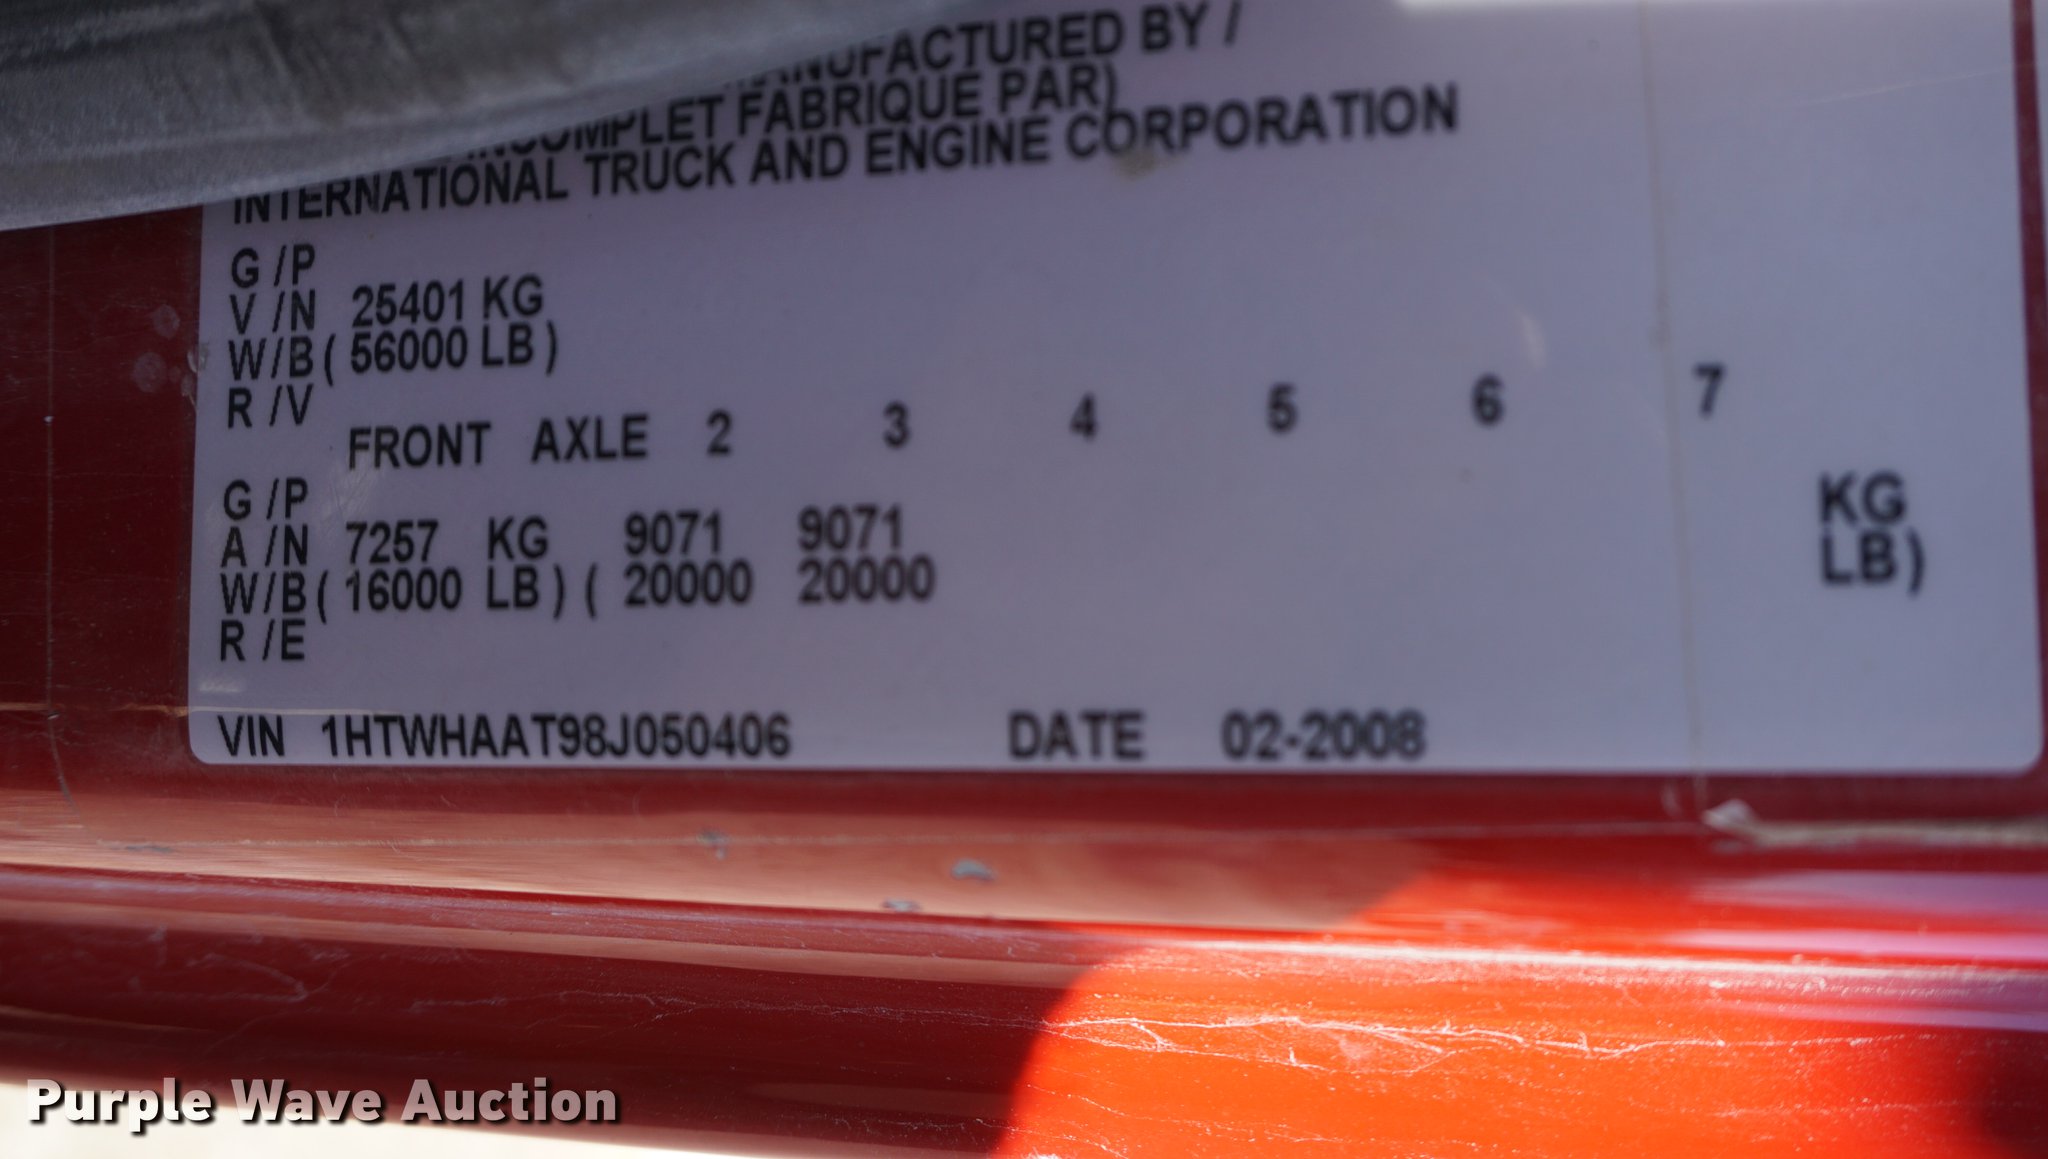 MANUFACTURED BY /
INCOMPLET FABRIQUE PAR)
INTERNATIONAL TRUCK AND ENGINE CORPORATION
G /P
V /N 25401 KG
W/B ( 56000 LB )
R /V
FRONT AXLE 2 3 4 5 6 7
G /P
A /N 7257 KG 9071 9071 KG
W/B ( 16000 LB ) ( 20000 20000 LB )
R /E
VIN 1HTWHAAT98J050406 DATE 02-2008
Purple Wave Auction